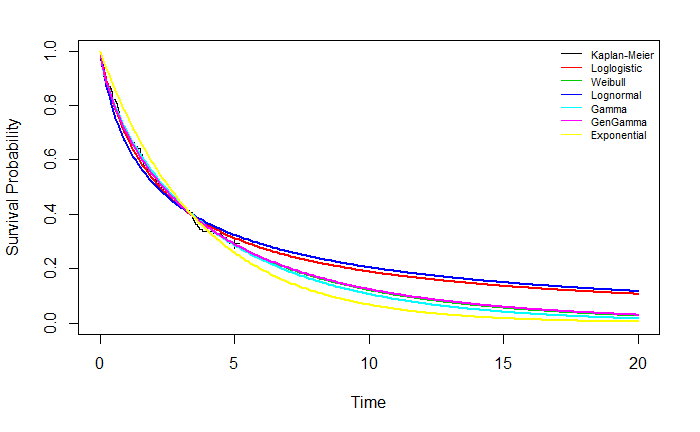 1.0
0.8
0.6
0.4
0.2
0.0
Survival Probability
Kaplan-Meier
Loglogistic
Weibull
Lognormal
Gamma
GenGamma
Exponential
0 5 10 15 20
Time